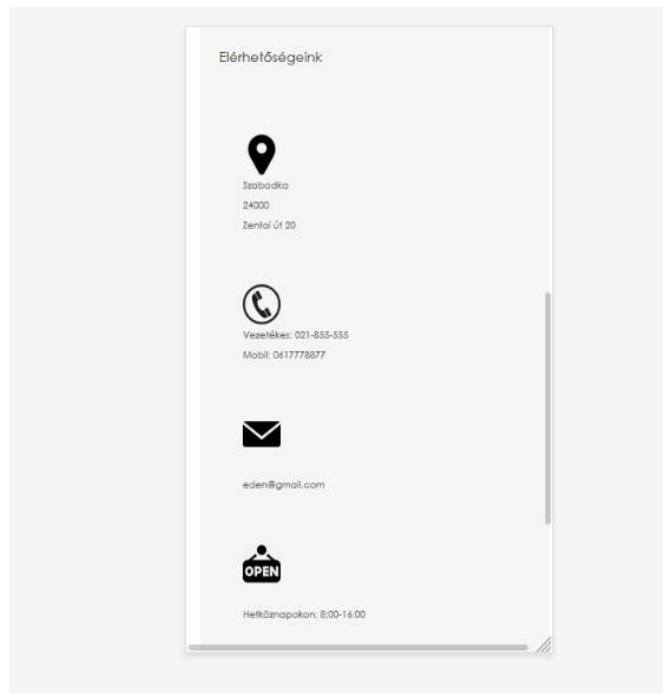 Elérhetőségeink
Szabadka
24000
Zentai út 20
Vezetékes: 021-855-555
Mobil: 0617778877
eden@gmail.com
OPEN
Hetköznapokon: 8:00-16:00